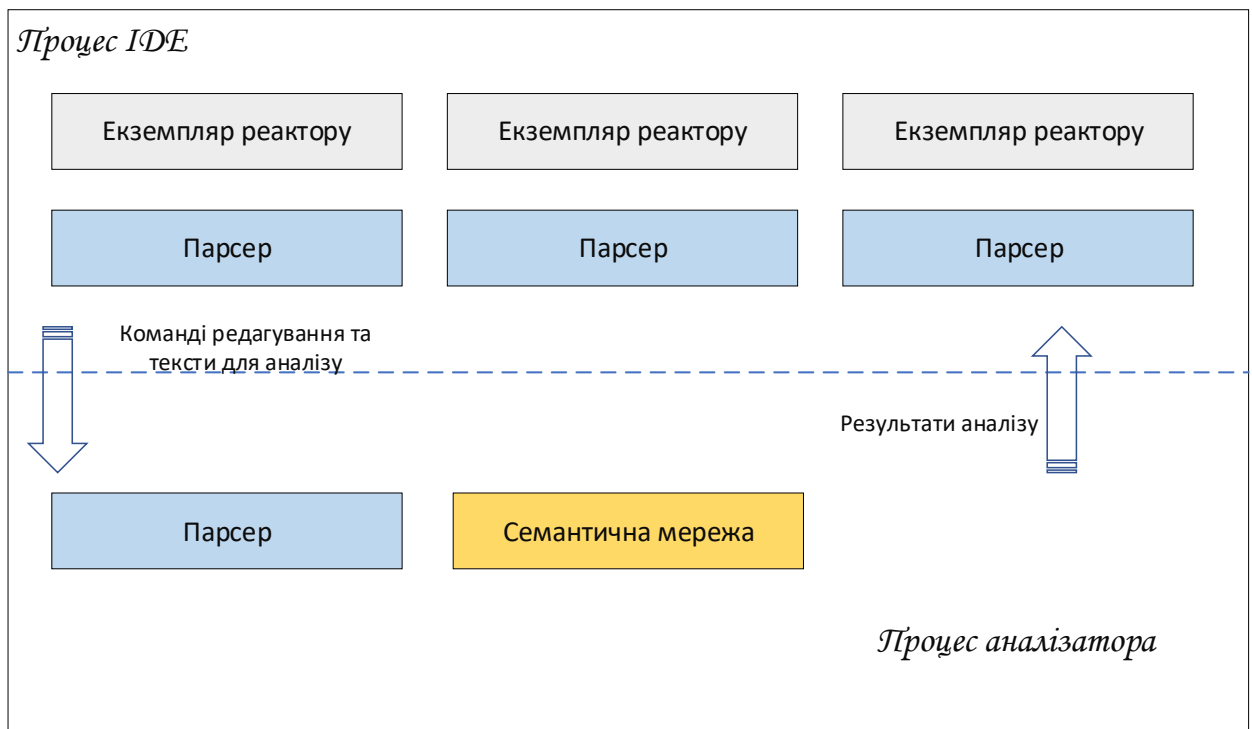 Процес IDE
Екземпляр реактору
Екземпляр реактору
Екземпляр реактору
Парсер
Парсер
Парсер
Команді редагування та
тексти для аналізу
Результати аналізу
Парсер
Семантична мережа
Процес аналізатора